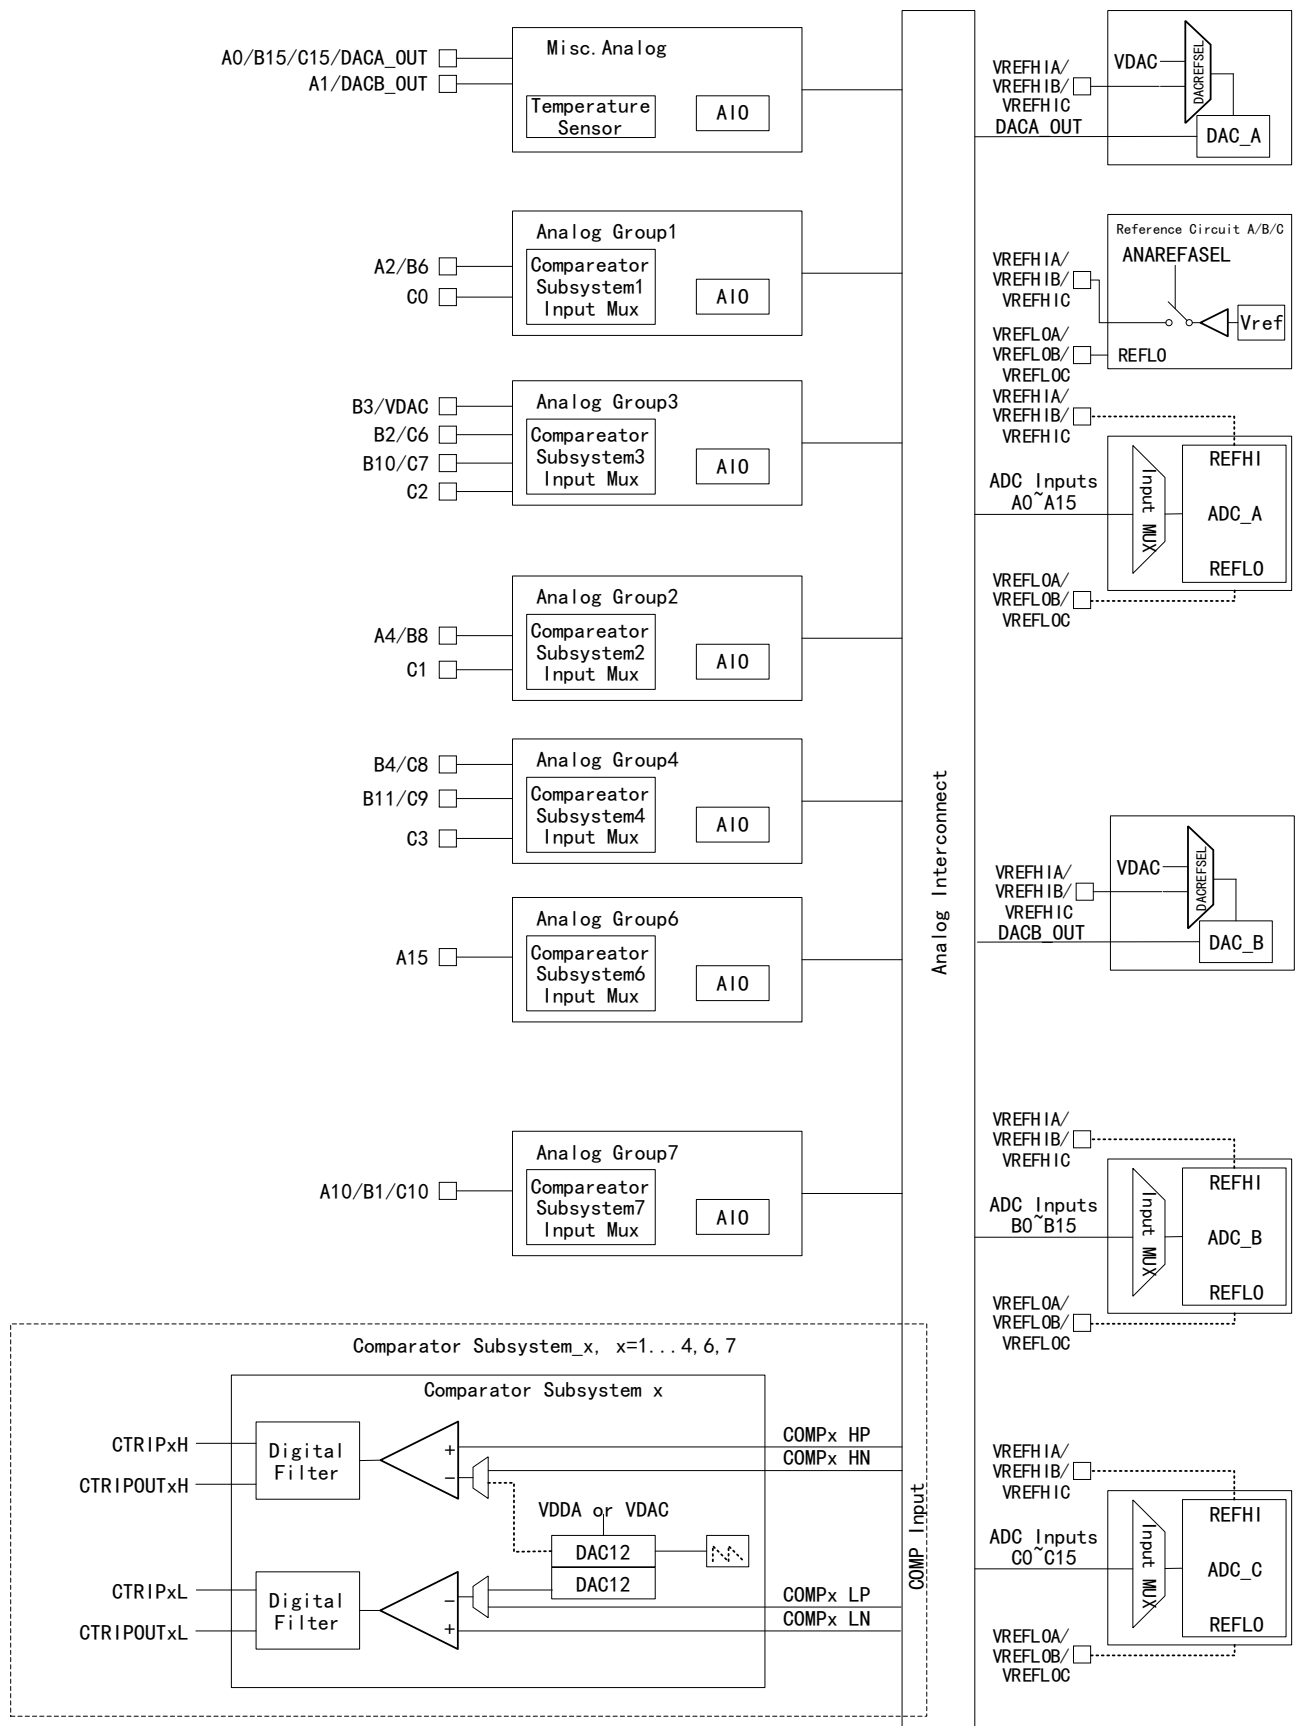 A0/B15/C15/DACA_OUT
A1/DACB_OUT
Misc.Analog
Temperature
Sensor
AIO
A2/B6
C0
Analog Group1
Compareator
Subsystem1
Input Mux
AIO
B3/VDAC
B2/C6
B10/C7
C2
Analog Group3
Compareator
Subsystem3
Input Mux
AIO
A4/B8
C1
Analog Group2
Compareator
Subsystem2
Input Mux
AIO
B4/C8
B11/C9
C3
Analog Group4
Compareator
Subsystem4
Input Mux
AIO
A15
Analog Group6
Compareator
Subsystem6
Input Mux
AIO
A10/B1/C10
Analog Group7
Compareator
Subsystem7
Input Mux
AIO
Comparator Subsystem_x, x=1...4,6,7
Comparator Subsystem x
CTRIPxH
CTRIPOUTxH
Digital
Filter
+
−
COMPx HP
COMPx HN
VDDA or VDAC
DAC12
DAC12
CTRIPxL
CTRIPOUTxL
Digital
Filter
−
+
COMPx LP
COMPx LN
COMP Input
Analog Interconnect
VREFHIA/
VREFHIB/
VREFHIC
DACA_OUT
VDAC
DACREFSEL
DAC_A
Reference Circuit A/B/C
ANAREFASEL
VREFHIA/
VREFHIB/
VREFHIC
Vref
VREFLOA/
VREFLOB/
VREFLOC
REFLO
VREFHIA/
VREFHIB/
VREFHIC
ADC Inputs
A0~A15
Input MUX
REFHI
ADC_A
REFLO
VREFLOA/
VREFLOB/
VREFLOC
VREFHIA/
VREFHIB/
VREFHIC
DACB_OUT
VDAC
DACREFSEL
DAC_B
VREFHIA/
VREFHIB/
VREFHIC
ADC Inputs
B0~B15
Input MUX
REFHI
ADC_B
REFLO
VREFLOA/
VREFLOB/
VREFLOC
VREFHIA/
VREFHIB/
VREFHIC
ADC Inputs
C0~C15
Input MUX
REFHI
ADC_C
REFLO
VREFLOA/
VREFLOB/
VREFLOC